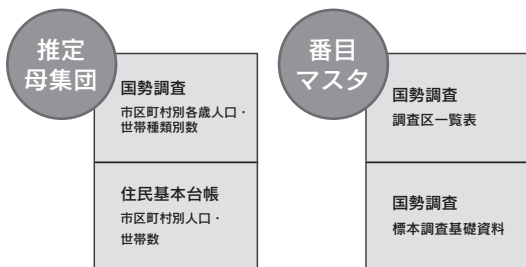 推定
母集団
国勢調査
市区町村別各歳人口・
世帯種類別数
住民基本台帳
市区町村別人口・
世帯数
番目
マスタ
国勢調査
調査区一覧表
国勢調査
標本調査基礎資料